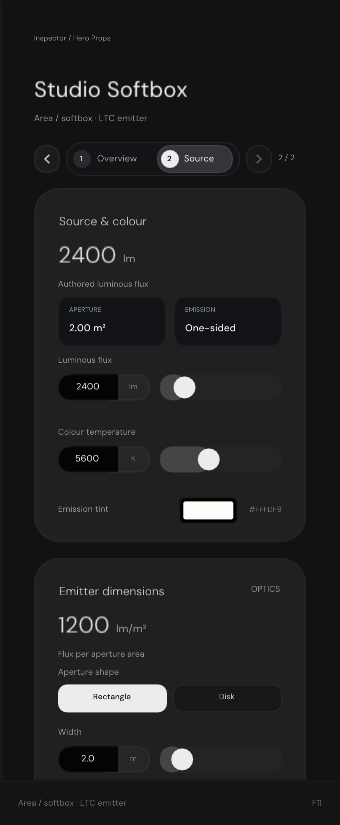 Inspector / Hero Props
Studio Softbox
Area / softbox · LTC emitter
1 Overview 2 Source 2 / 2
Source & colour
2400 lm
Authored luminous flux
APERTURE EMISSION
2.00 m² One-sided
Luminous flux
2400 lm
Colour temperature
5600 K
Emission tint #FFFDF9
Emitter dimensions OPTICS
1200 lm/m²
Flux per aperture area
Aperture shape
Rectangle Disk
Width
2.0 m
Area / softbox · LTC emitter F11